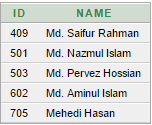 ID NAME
409 Md. Saifur Rahman
501 Md. Nazmul Islam
503 Md. Pervez Hossian
602 Md. Aminul Islam
705 Mehedi Hasan